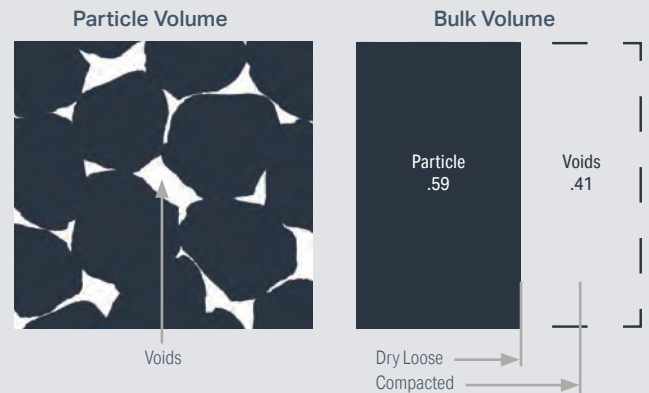 Particle Volume
Voids
Bulk Volume
Particle
.59
Voids
.41
Dry Loose
Compacted